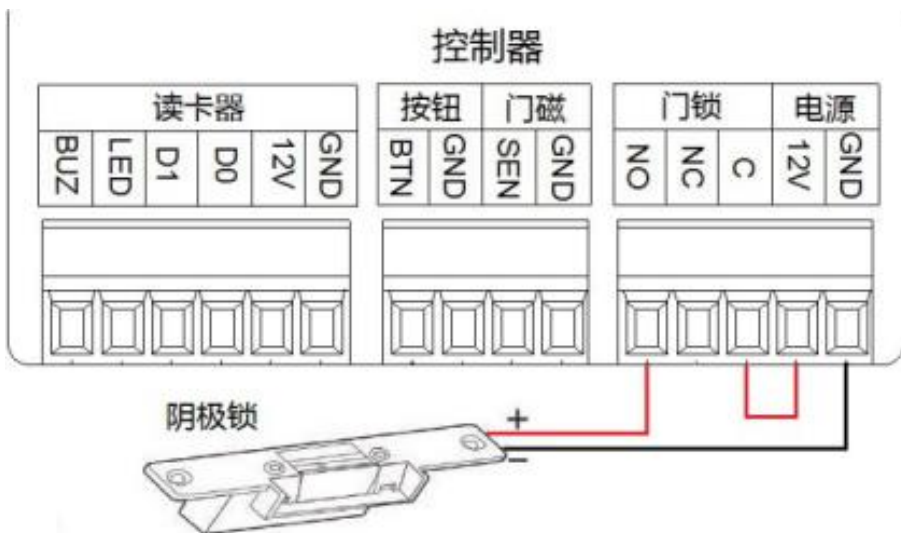 控制器
读卡器 按钮 门磁 门锁 电源
BUZ LED D1 D0 12V GND BTN GND SEN GND NO NC C 12V GND
阴极锁 +
−